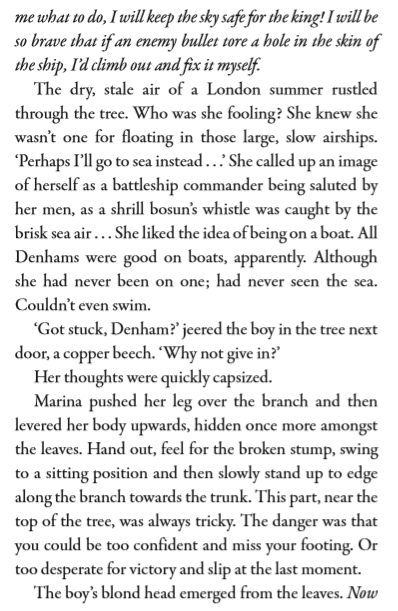 me what to do, I will keep the sky safe for the king! I will be
so brave that if an enemy bullet tore a hole in the skin of
the ship, I'd climb out and fix it myself.
The dry, stale air of a London summer rustled
through the tree. Who was she fooling? She knew she
wasn't one for floating in those large, slow airships.
‘Perhaps I'll go to sea instead . . .’ She called up an image
of herself as a battleship commander being saluted by
her men, as a shrill bosun's whistle was caught by the
brisk sea air . . . She liked the idea of being on a boat. All
Denhams were good on boats, apparently. Although
she had never been on one; had never seen the sea.
Couldn't even swim.
‘Got stuck, Denham?’ jeered the boy in the tree next
door, a copper beech. ‘Why not give in?’
Her thoughts were quickly capsized.
Marina pushed her leg over the branch and then
levered her body upwards, hidden once more amongst
the leaves. Hand out, feel for the broken stump, swing
to a sitting position and then slowly stand up to edge
along the branch towards the trunk. This part, near the
top of the tree, was always tricky. The danger was that
you could be too confident and miss your footing. Or
too desperate for victory and slip at the last moment.
The boy's blond head emerged from the leaves. Now